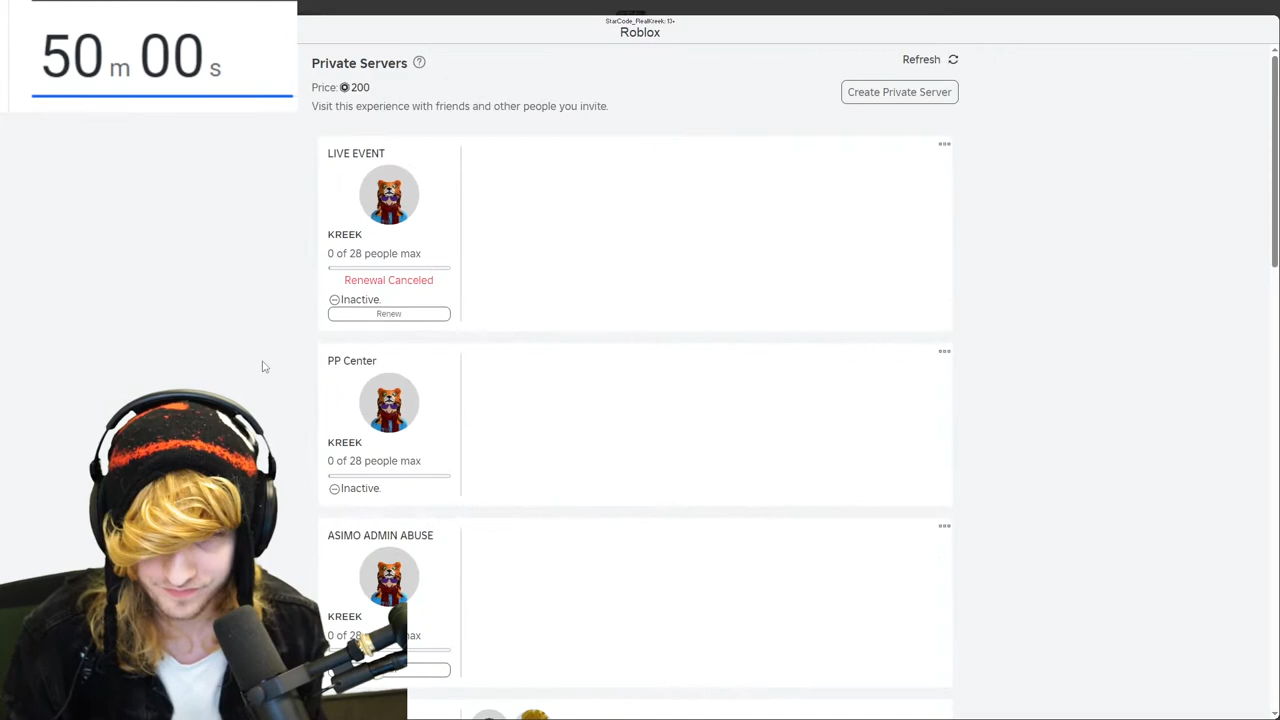 StarCode_RealKreek: 13+
Roblox
50 m 00 s
Private Servers
Refresh
Price: 200
Create Private Server
Visit this experience with friends and other people you invite.
LIVE EVENT
KREEK
0 of 28 people max
Renewal Canceled
Inactive.
Renew
PP Center
KREEK
0 of 28 people max
Inactive.
ASIMO ADMIN ABUSE
KREEK
0 of 28
max